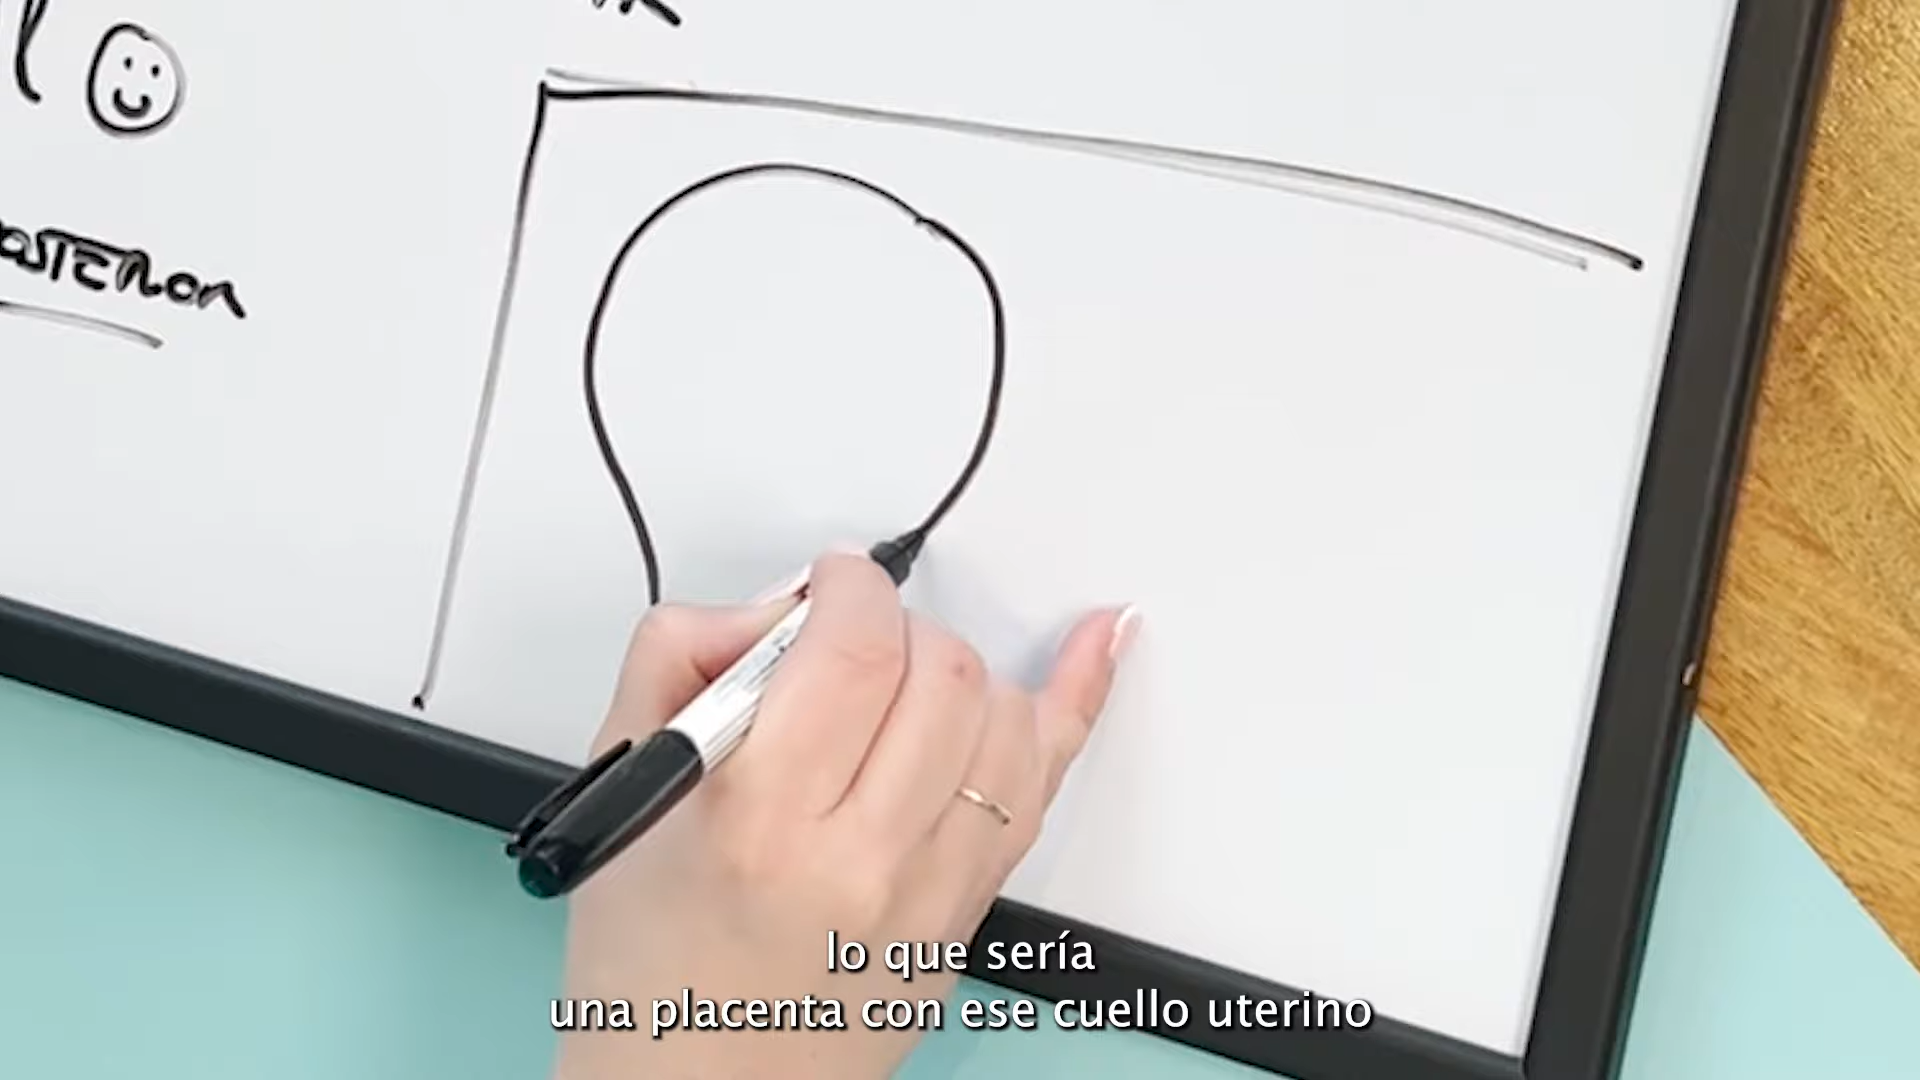 lo que sería
una placenta con ese cuello uterino